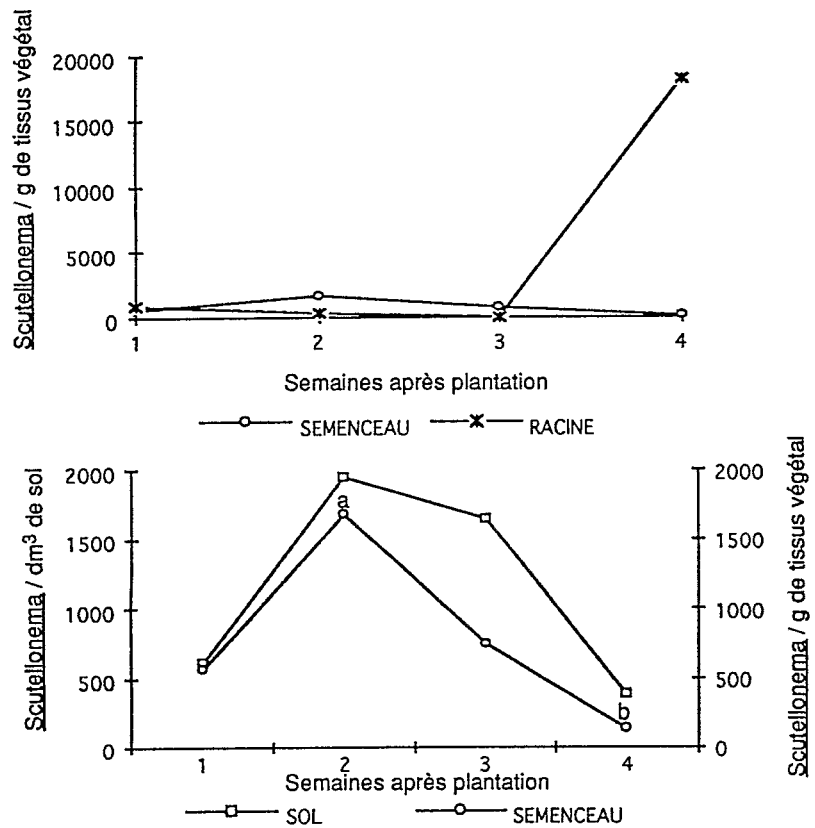 Scutellonema / g de tissus végétal
20000
15000
10000
5000
0
1 2 3 4
Semaines après plantation
SEMENCEAU RACINE
Scutellonema / dm³ de sol
2000
1500
1000
500
0
a
b
1 2 3 4
2000
1500
1000
500
0
Scutellonema / g de tissus végétal
Semaines après plantation
SOL SEMENCEAU